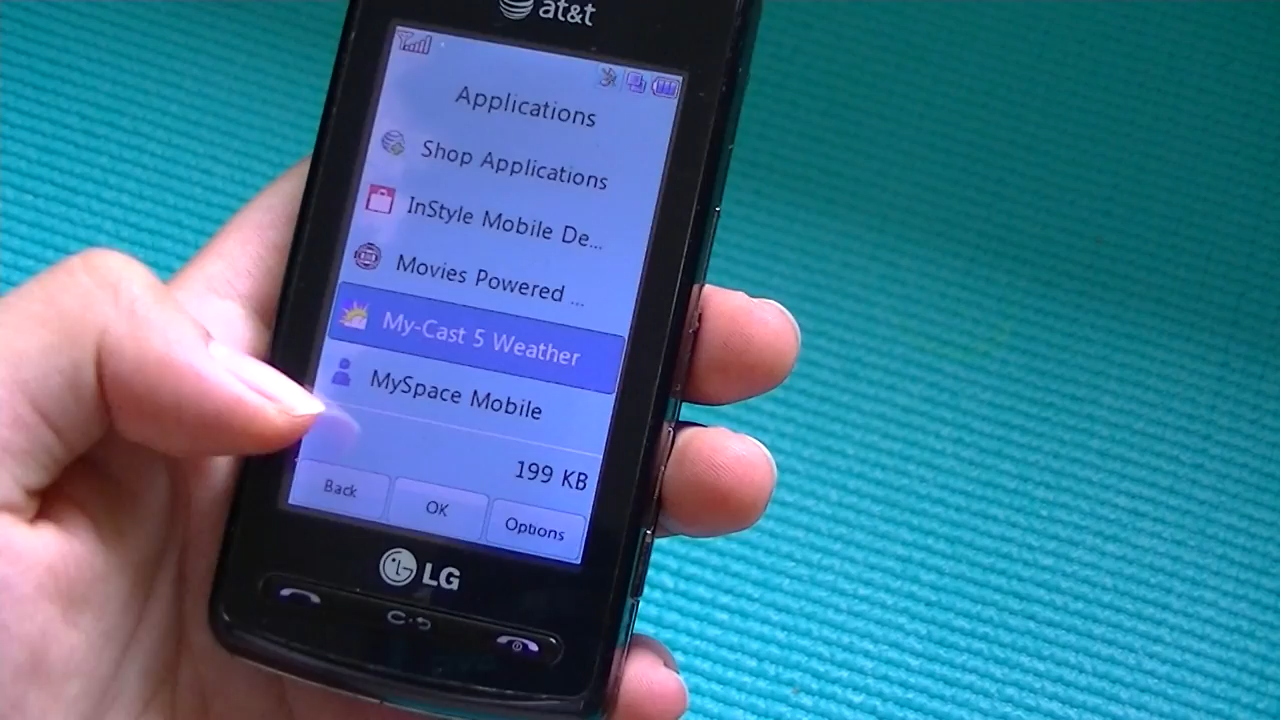 at&t
Applications
Shop Applications
InStyle Mobile De...
Movies Powered ...
My-Cast 5 Weather
MySpace Mobile
199 KB
Back OK Options
LG